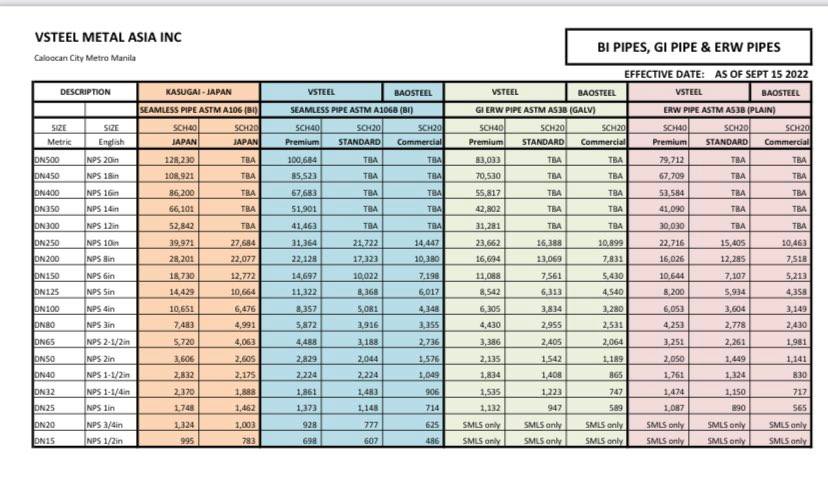 VSTEEL METAL ASIA INC
Caloocan City Metro Manila
BI PIPES, GI PIPE & ERW PIPES
EFFECTIVE DATE: AS OF SEPT 15 2022
DESCRIPTION KASUGAI - JAPAN VSTEEL BAOSTEEL VSTEEL BAOSTEEL VSTEEL BAOSTEEL
SEAMLESS PIPE ASTM A106 (BI) SEAMLESS PIPE ASTM A106B (BI) GI ERW PIPE ASTM A53B (GALV) ERW PIPE ASTM A53B (PLAIN)
SIZE SIZE SCH40 SCH20 SCH40 SCH20 SCH20 SCH40 SCH20 SCH20 SCH40 SCH20 SCH20
Metric English JAPAN JAPAN Premium STANDARD Commercial Premium STANDARD Commercial Premium STANDARD Commercial
DN500 NPS 20in 128,230 TBA 100,684 TBA TBA 83,033 TBA TBA 79,712 TBA TBA
DN450 NPS 18in 108,921 TBA 85,523 TBA TBA 70,530 TBA TBA 67,709 TBA TBA
DN400 NPS 16in 86,200 TBA 67,683 TBA TBA 55,817 TBA TBA 53,584 TBA TBA
DN350 NPS 14in 66,101 TBA 51,901 TBA TBA 42,802 TBA TBA 41,090 TBA TBA
DN300 NPS 12in 52,842 TBA 41,463 TBA TBA 31,281 TBA TBA 30,030 TBA TBA
DN250 NPS 10in 39,971 27,684 31,364 21,722 14,447 23,662 16,388 10,899 22,716 15,405 10,463
DN200 NPS 8in 28,201 22,077 22,128 17,323 10,380 16,694 13,069 7,831 16,026 12,285 7,518
DN150 NPS 6in 18,730 12,772 14,697 10,022 7,198 11,088 7,561 5,430 10,644 7,107 5,213
DN125 NPS 5in 14,429 10,664 11,322 8,368 6,017 8,542 6,313 4,540 8,200 5,934 4,358
DN100 NPS 4in 10,651 6,476 8,357 5,081 4,348 6,305 3,834 3,280 6,053 3,604 3,149
DN80 NPS 3in 7,483 4,991 5,872 3,916 3,355 4,430 2,955 2,531 4,253 2,778 2,430
DN65 NPS 2-1/2in 5,720 4,063 4,488 3,188 2,736 3,386 2,405 2,064 3,251 2,261 1,981
DN50 NPS 2in 3,606 2,605 2,829 2,044 1,576 2,135 1,542 1,189 2,050 1,449 1,141
DN40 NPS 1-1/2in 2,832 2,175 2,224 2,224 1,049 1,834 1,408 865 1,761 1,324 830
DN32 NPS 1-1/4in 2,370 1,888 1,861 1,483 906 1,535 1,223 747 1,474 1,150 717
DN25 NPS 1in 1,748 1,462 1,373 1,148 714 1,132 947 589 1,087 890 565
DN20 NPS 3/4in 1,324 1,003 928 777 625 SMLS only SMLS only SMLS only SMLS only SMLS only SMLS only
DN15 NPS 1/2in 995 783 698 607 486 SMLS only SMLS only SMLS only SMLS only SMLS only SMLS only